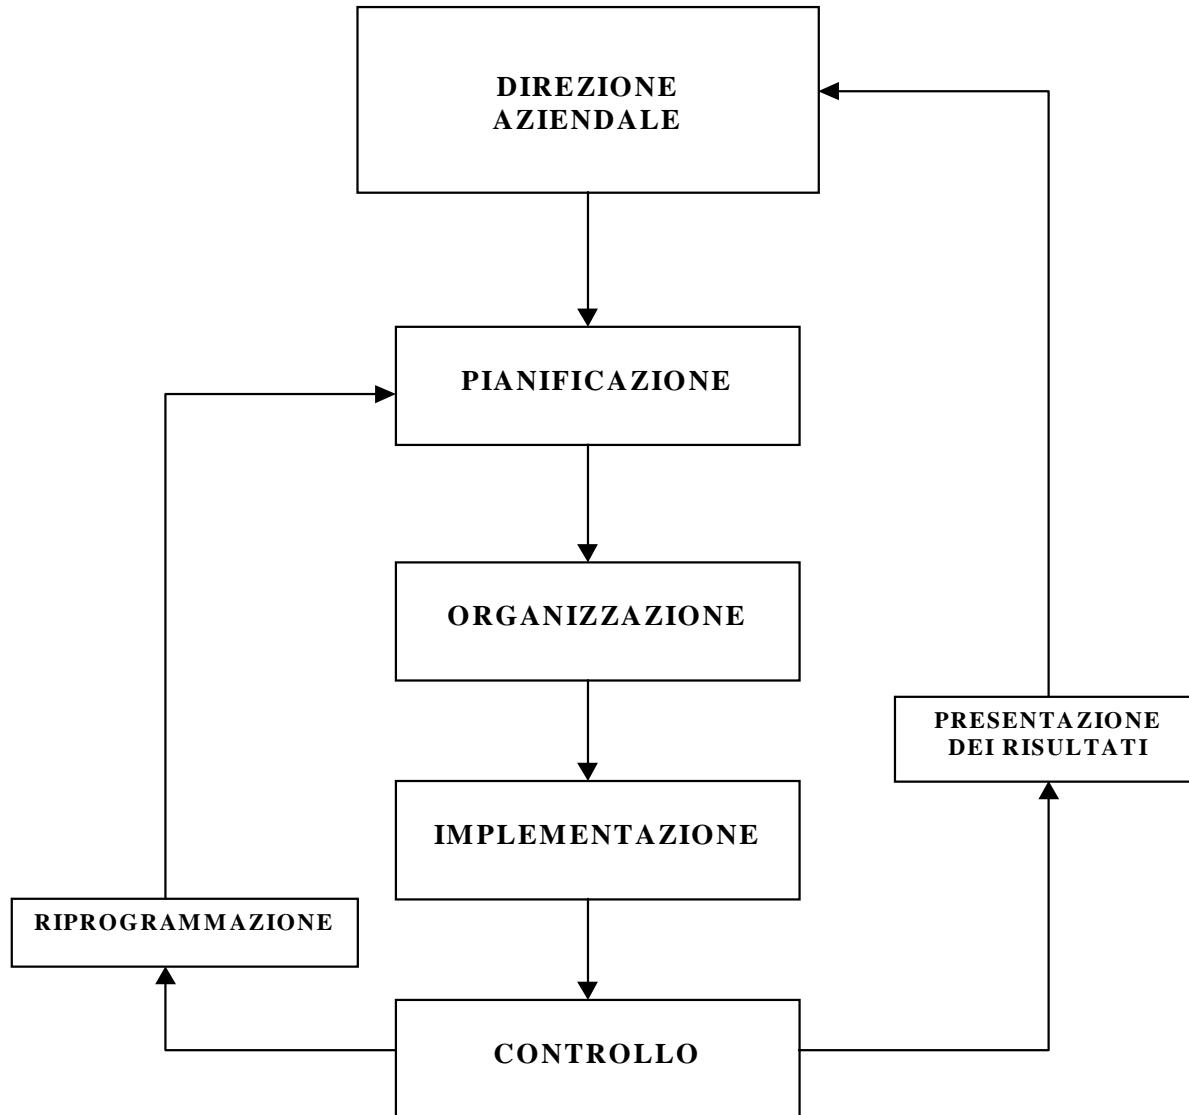 DIREZIONE
AZIENDALE
PIANIFICAZIONE
ORGANIZZAZIONE
PRESENTAZIONE
DEI RISULTATI
IMPLEMENTAZIONE
RIPROGRAMMAZIONE
CONTROLLO